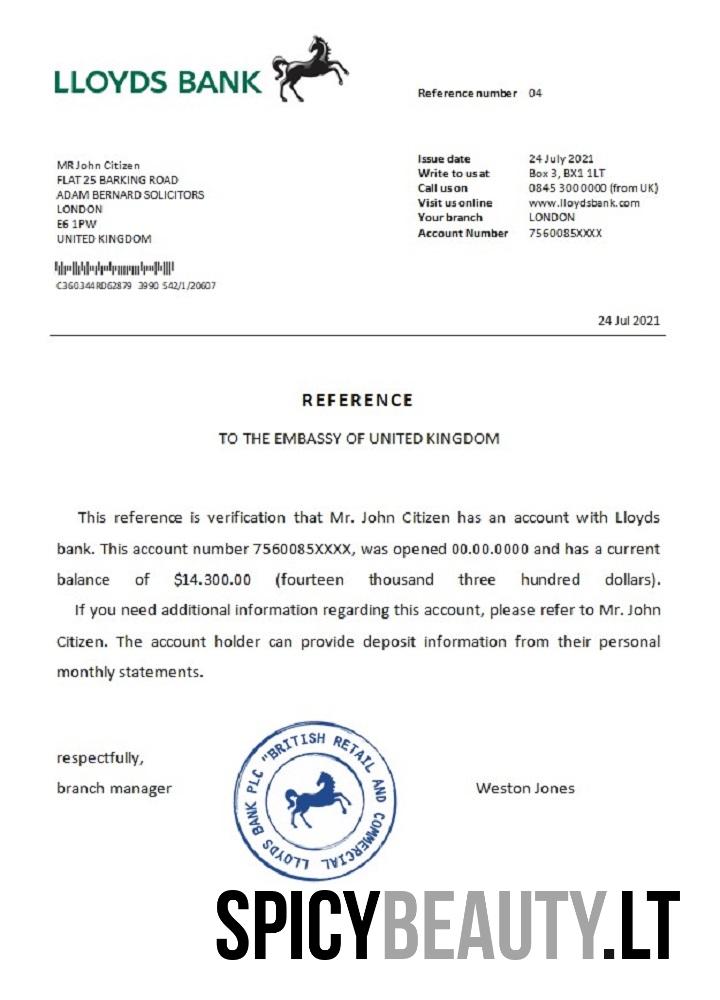 LLOYDS BANK
Reference number 04
MR John Citizen
FLAT 25 BARKING ROAD
ADAM BERNARD SOLICITORS
LONDON
E6 1PW
UNITED KINGDOM
C360344RD62879 3990 542/1/20607
Issue date 24 July 2021
Write to us at Box 3, BX1 1LT
Call us on 0845 300 0000 (from UK)
Visit us online www.lloydsbank.com
Your branch LONDON
Account Number 7560085XXXX
24 Jul 2021
REFERENCE
TO THE EMBASSY OF UNITED KINGDOM
This reference is verification that Mr. John Citizen has an account with Lloyds
bank. This account number 7560085XXXX, was opened 00.00.0000 and has a current
balance of $14.300.00 (fourteen thousand three hundred dollars).
If you need additional information regarding this account, please refer to Mr. John
Citizen. The account holder can provide deposit information from their personal
monthly statements.
respectfully,
branch manager
LLOYDS BANK PLC "BRITISH RETAIL AND COMMERCIAL
Weston Jones
SPICYBEAUTY.LT